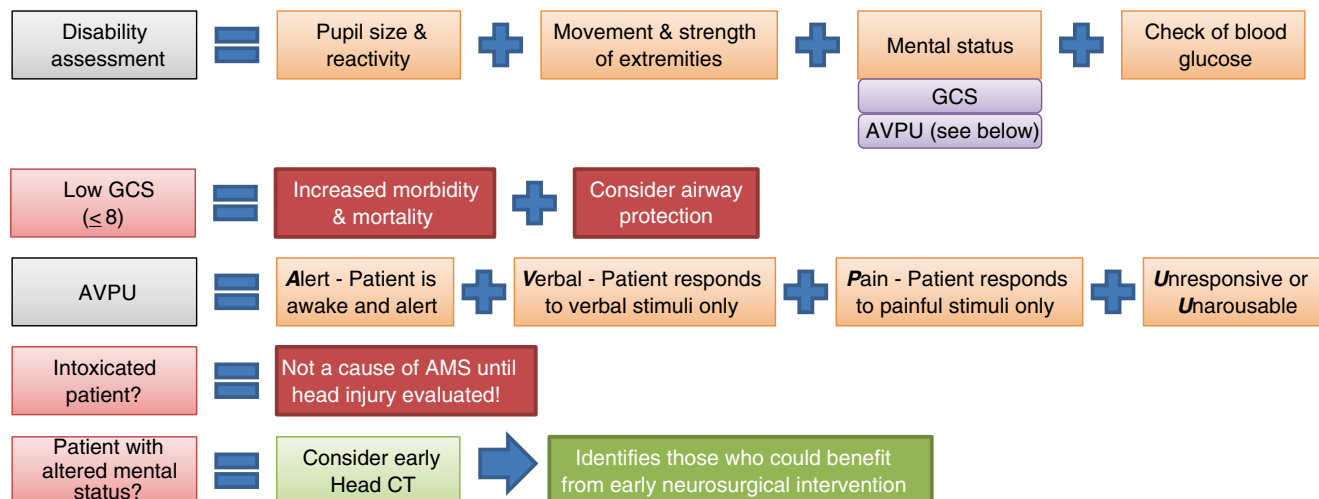 Disability
assessment
Pupil size &
reactivity
Movement & strength
of extremities
Mental status
GCS
AVPU (see below)
Check of blood
glucose
Low GCS
(≤ 8)
Increased morbidity
& mortality
Consider airway
protection
AVPU
Alert - Patient is
awake and alert
Verbal - Patient responds
to verbal stimuli only
Pain - Patient responds
to painful stimuli only
Unresponsive or
Unarousable
Intoxicated
patient?
Not a cause of AMS until
head injury evaluated!
Patient with
altered mental
status?
Consider early
Head CT
Identifies those who could benefit
from early neurosurgical intervention